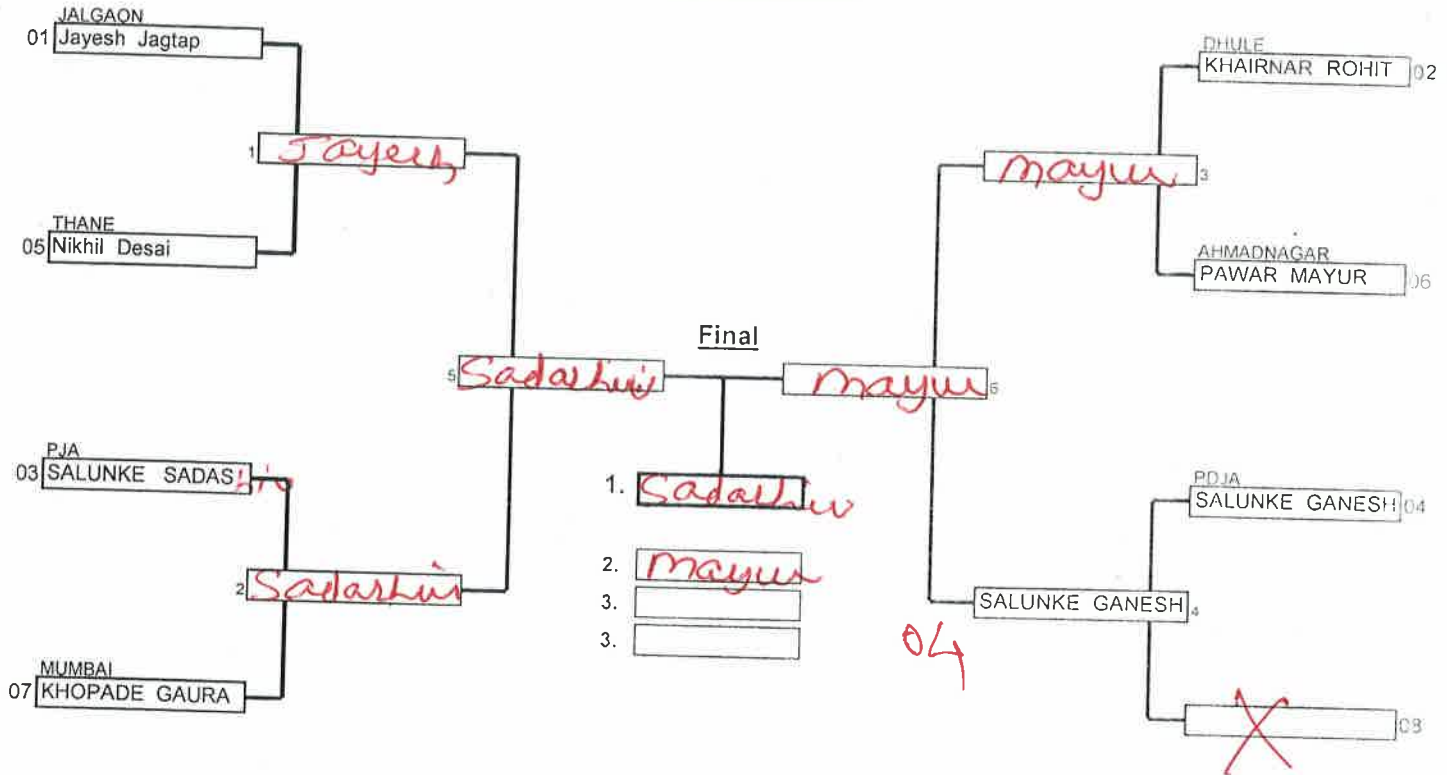 JALGAON
01 Jayesh Jagtap
1 Jayesh
THANE
05 Nikhil Desai
5 Sadashiv
PJA
03 SALUNKE SADAShiv
2 Sadashiv
MUMBAI
07 KHOPADE GAURA
Final
1. Sadashiv
2. Mayur
3.
3.
DHULE
KHAIRNAR ROHIT 02
Mayur 3
AHMADNAGAR
PAWAR MAYUR 06
Mayur 6
PDJA
SALUNKE GANESH 04
SALUNKE GANESH 4
04
X 08